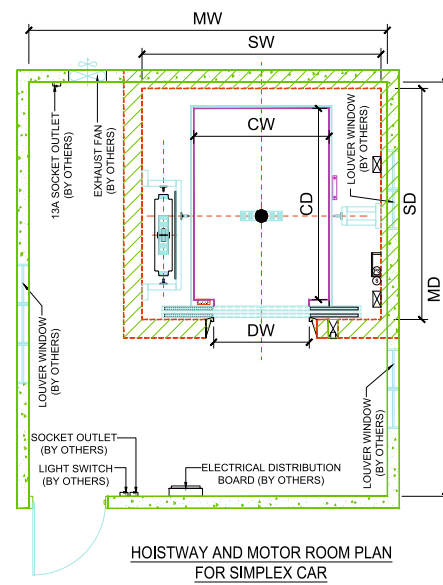 MW
SW
CW
13A SOCKET OUTLET
(BY OTHERS)
EXHAUST FAN
(BY OTHERS)
LOUVER WINDOW
(BY OTHERS)
CD
SD
MD
DW
LOUVER WINDOW
(BY OTHERS)
LOUVER WINDOW
(BY OTHERS)
SOCKET OUTLET
(BY OTHERS)
LIGHT SWITCH
(BY OTHERS)
ELECTRICAL DISTRIBUTION
BOARD (BY OTHERS)
HOISTWAY AND MOTOR ROOM PLAN
FOR SIMPLEX CAR